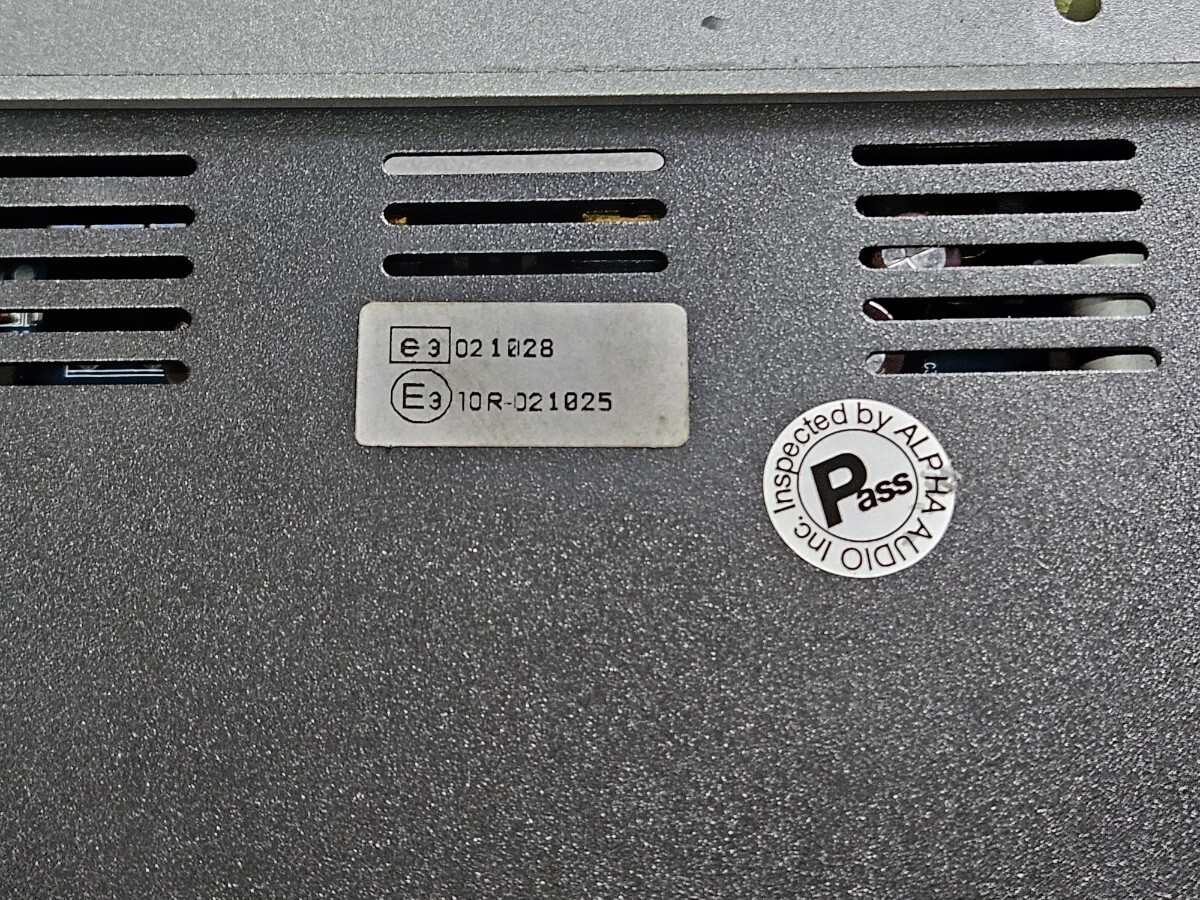 e3 021028
E3 10R-021025
Inspected by ALPHA AUDIO Inc.
Pass